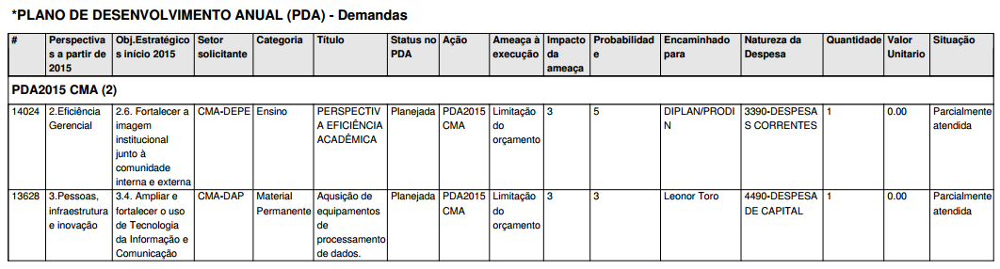 *PLANO DE DESENVOLVIMENTO ANUAL (PDA) - Demandas
# Perspectiva Obj.Estratégico Setor Categoria Título Status no Ação Ameaça à Impacto Probabilidad Encaminhado Natureza da Quantidade Valor Situação
s a partir de s início 2015 solicitante PDA execução da e para Despesa Unitario
2015 ameaça
PDA2015 CMA (2)
14024 2.Eficiência 2.6. Fortalecer a CMA-DEPE Ensino PERSPECTIV Planejada PDA2015 Limitação 3 5 DIPLAN/PRODI 3390-DESPESA 1 0.00 Parcialmente
Gerencial imagem A EFICIÊNCIA CMA do N S CORRENTES atendida
institucional ACADÊMICA orçamento
junto à
comunidade
interna e externa
13628 3.Pessoas, 3.4. Ampliar e CMA-DAP Material Aqusição de Planejada PDA2015 Limitação 3 3 Leonor Toro 4490-DESPESA 1 0.00 Parcialmente
infraestrutura fortalecer o uso Permanente equipamentos CMA do DE CAPITAL atendida
e inovação de Tecnologia de orçamento
da Informação e processamento
Comunicação de dados.